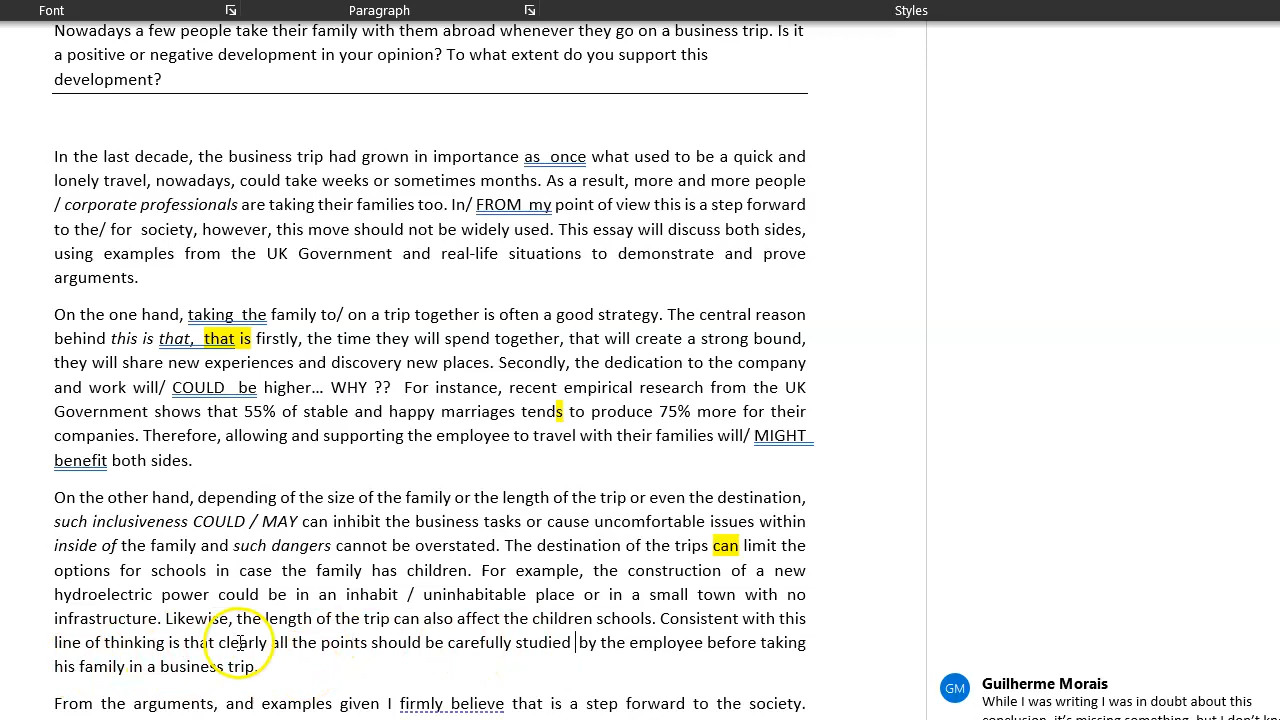 Font Paragraph Styles
Nowadays a few people take their family with them abroad whenever they go on a business trip. Is it
a positive or negative development in your opinion? To what extent do you support this
development?
In the last decade, the business trip had grown in importance as once what used to be a quick and
lonely travel, nowadays, could take weeks or sometimes months. As a result, more and more people
/ corporate professionals are taking their families too. In/ FROM my point of view this is a step forward
to the/ for society, however, this move should not be widely used. This essay will discuss both sides,
using examples from the UK Government and real-life situations to demonstrate and prove
arguments.
On the one hand, taking the family to/ on a trip together is often a good strategy. The central reason
behind this is that, that is firstly, the time they will spend together, that will create a strong bound,
they will share new experiences and discovery new places. Secondly, the dedication to the company
and work will/ COULD be higher… WHY ?? For instance, recent empirical research from the UK
Government shows that 55% of stable and happy marriages tends to produce 75% more for their
companies. Therefore, allowing and supporting the employee to travel with their families will/ MIGHT
benefit both sides.
On the other hand, depending of the size of the family or the length of the trip or even the destination,
such inclusiveness COULD / MAY can inhibit the business tasks or cause uncomfortable issues within
inside of the family and such dangers cannot be overstated. The destination of the trips can limit the
options for schools in case the family has children. For example, the construction of a new
hydroelectric power could be in an inhabit / uninhabitable place or in a small town with no
infrastructure. Likewise, the length of the trip can also affect the children schools. Consistent with this
line of thinking is that clearly all the points should be carefully studied by the employee before taking
his family in a business trip.
From the arguments, and examples given I firmly believe that is a step forward to the society.
GM Guilherme Morais
While I was writing I was in doubt about this
conclusion, it's missing something, but I don't